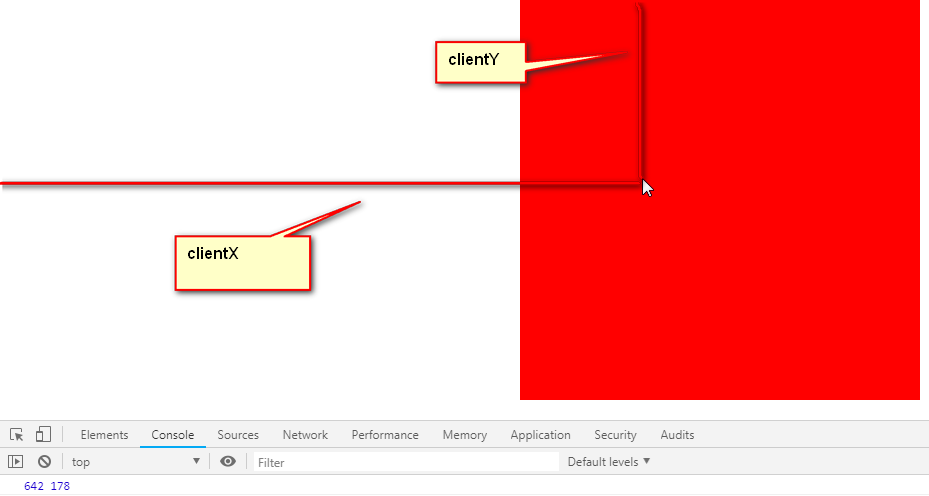 clientY
clientX
Elements Console Sources Network Performance Memory Application Security Audits
top Filter Default levels
642 178